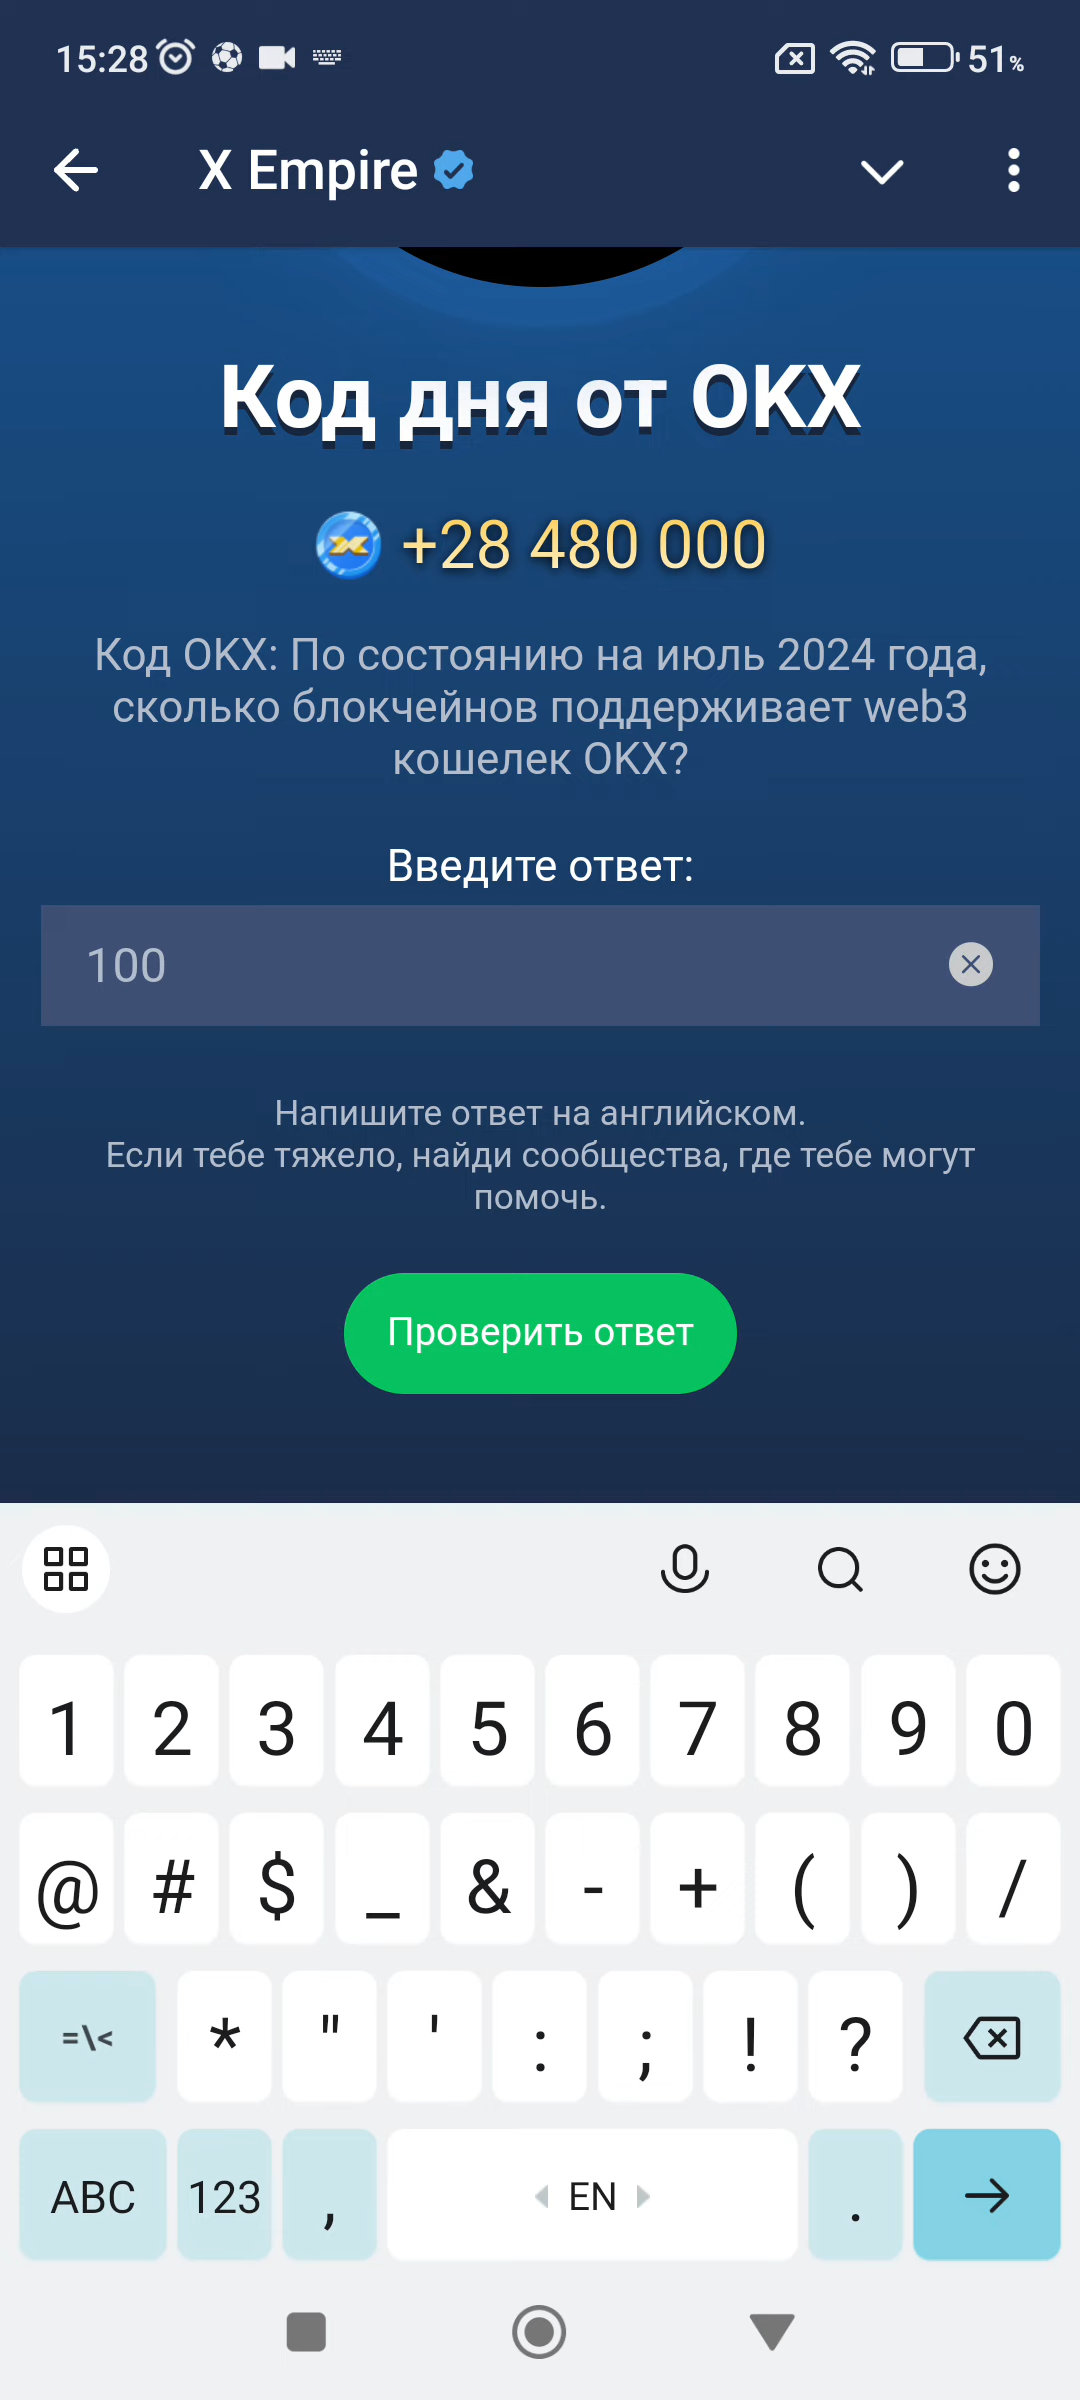 15:28 51%
X Empire
Код дня от OKX
+28 480 000
Код OKX: По состоянию на июль 2024 года,
сколько блокчейнов поддерживает web3
кошелек OKX?
Введите ответ:
100
Напишите ответ на английском.
Если тебе тяжело, найди сообщества, где тебе могут
помочь.
Проверить ответ
1 2 3 4 5 6 7 8 9 0
@ # $ _ & - + ( ) /
=\< * " ' : ; ! ?
ABC 123 , EN .